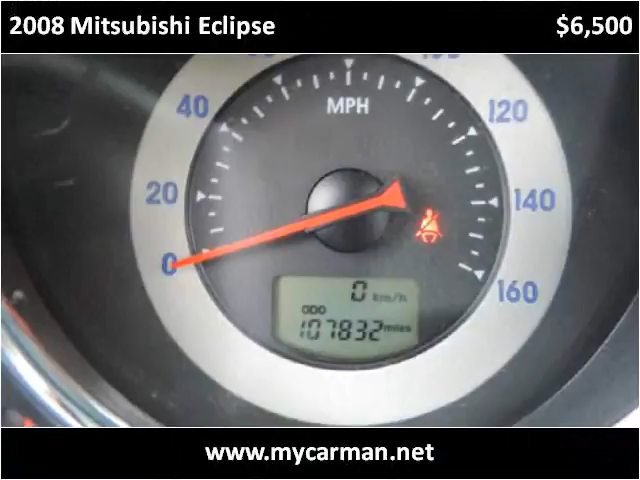 2008 Mitsubishi Eclipse $6,500
40 MPH 120
20 140
0 160
0 km/h
ODO
107832 miles
www.mycarman.net